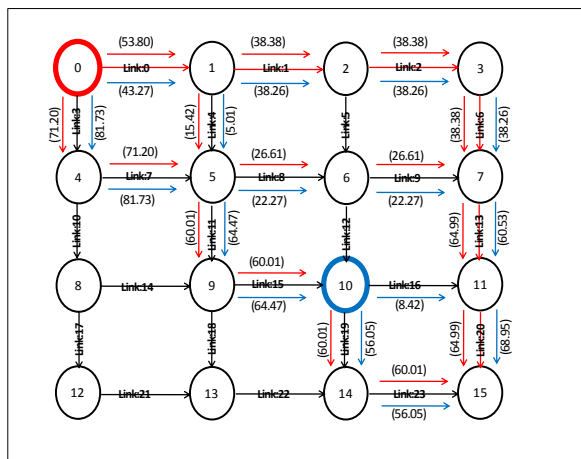 (53.80) (38.38) (38.38)
0 Link:0 1 Link:1 2 Link:2 3
(43.27) (38.26) (38.26)
(71.20) Link:3 (81.73) (15.42) Link:4 (5.01) Link:5 (38.38) Link:6 (38.26)
(71.20) (26.61) (26.61)
4 Link:7 5 Link:8 6 Link:9 7
(81.73) (22.27) (22.27)
Link:10 (60.01) Link:11 (64.47) Link:12 (64.99) Link:13 (60.53)
(60.01)
8 Link:14 9 Link:15 10 Link:16 11
(64.47) (8.42)
Link:17 Link:18 (60.01) Link:19 (56.05) (64.99) Link:20 (68.95)
(60.01)
12 Link:21 13 Link:22 14 Link:23 15
(56.05)